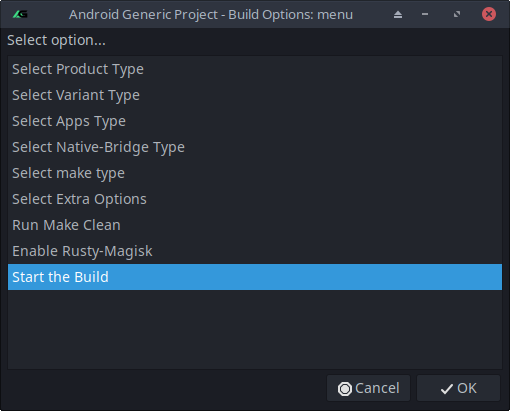 Android Generic Project - Build Options: menu
Select option...
Select Product Type
Select Variant Type
Select Apps Type
Select Native-Bridge Type
Select make type
Select Extra Options
Run Make Clean
Enable Rusty-Magisk
Start the Build
Cancel OK